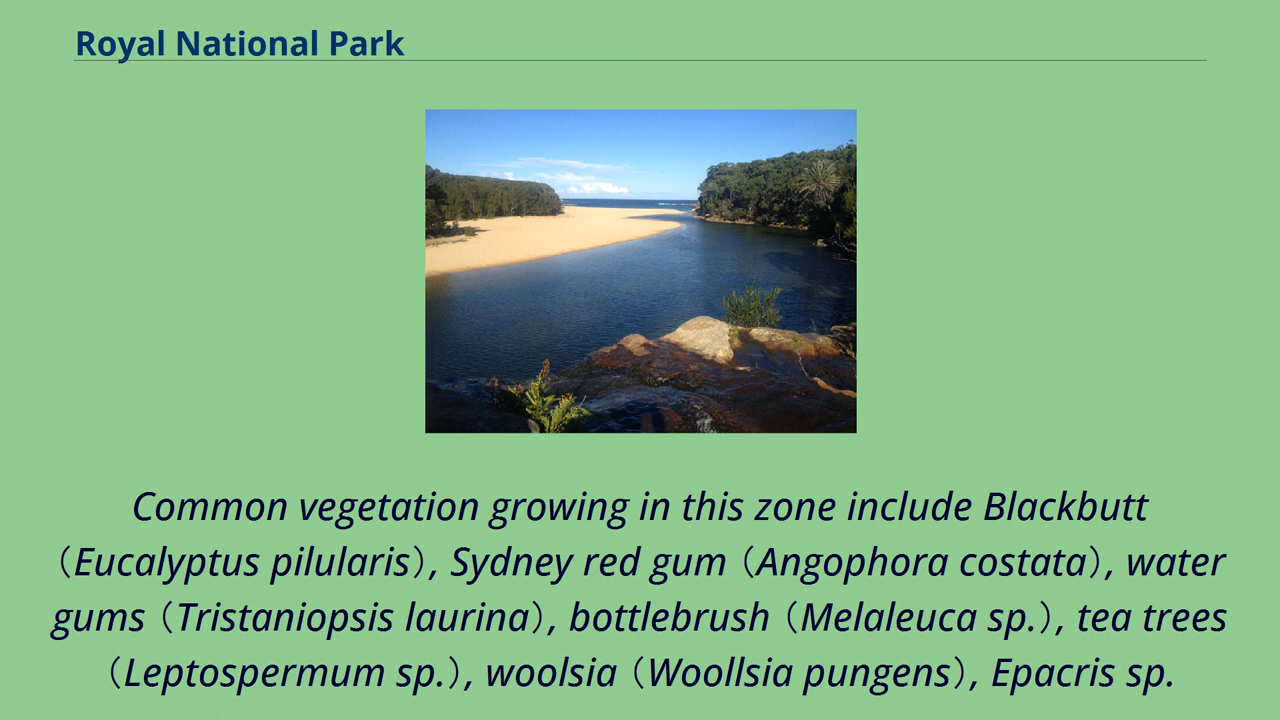 Royal National Park
Common vegetation growing in this zone include Blackbutt
（Eucalyptus pilularis）, Sydney red gum（Angophora costata）, water
gums（Tristaniopsis laurina）, bottlebrush（Melaleuca sp.）, tea trees
（Leptospermum sp.）, woolsia（Woollsia pungens）, Epacris sp.